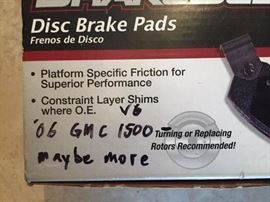 Disc Brake Pads
Frenos de Disco
• Platform Specific Friction for
Superior Performance
• Constraint Layer Shims
where O.E. V6
'06 GMC 1500-
maybe more
Turning or Replacing
Rotors Recommended!